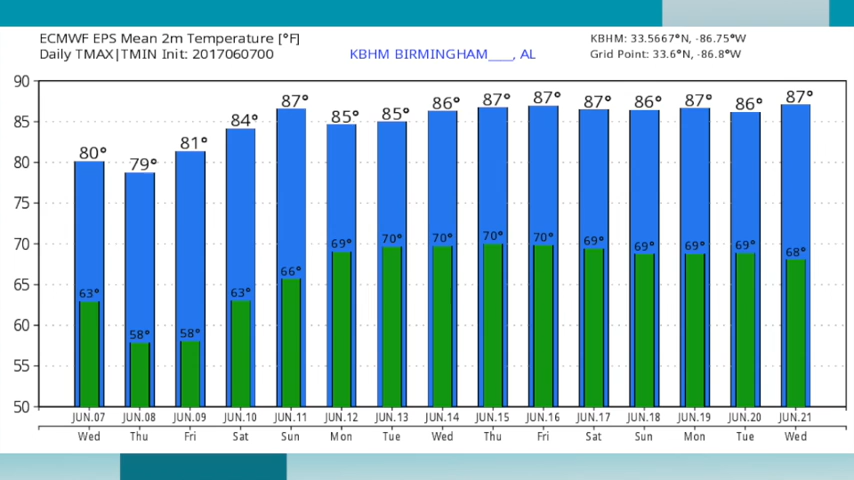 ECMWF EPS Mean 2m Temperature [°F]
Daily TMAX|TMIN Init: 2017060700
KBHM BIRMINGHAM____, AL
KBHM: 33.5667°N, -86.75°W
Grid Point: 33.6°N, -86.8°W
90
85
80
75
70
65
60
55
50
80° 79° 81° 84° 87° 85° 85° 86° 87° 87° 87° 86° 87° 86° 87°
63° 58° 58° 63° 66° 69° 70° 70° 70° 70° 69° 69° 69° 69° 68°
JUN.07 JUN.08 JUN.09 JUN.10 JUN.11 JUN.12 JUN.13 JUN.14 JUN.15 JUN.16 JUN.17 JUN.18 JUN.19 JUN.20 JUN.21
Wed Thu Fri Sat Sun Mon Tue Wed Thu Fri Sat Sun Mon Tue Wed